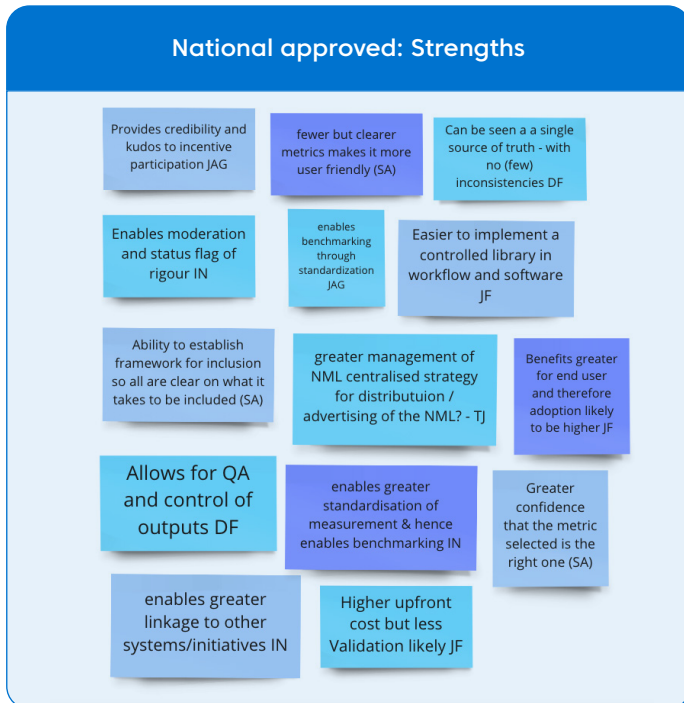 National approved: Strengths
Provides credibility and
kudos to incentive
participation JAG
fewer but clearer
metrics makes it more
user friendly (SA)
Can be seen a a single
source of truth - with
no (few)
inconsistencies DF
Enables moderation
and status flag of
rigour IN
enables
benchmarking
through
standardization
JAG
Easier to implement a
controlled library in
workflow and software
JF
Ability to establish
framework for inclusion
so all are clear on what it
takes to be included (SA)
greater management of
NML centralised strategy
for distributuion /
advertising of the NML? - TJ
Benefits greater
for end user
and therefore
adoption likely
to be higher JF
Allows for QA
and control of
outputs DF
enables greater
standardisation of
measurement & hence
enables benchmarking IN
Greater
confidence
that the metric
selected is the
right one (SA)
enables greater
linkage to other
systems/initiatives IN
Higher upfront
cost but less
Validation likely JF